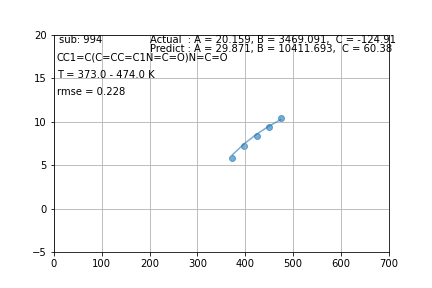 sub: 994
Actual : A = 20.159, B = 3469.091, C = -124.91
Predict : A = 29.871, B = 10411.693, C = 60.38
CC1=C(C=CC=C1N=C=O)N=C=O
T = 373.0 - 474.0 K
rmse = 0.228
20
15
10
5
0
−5
0 100 200 300 400 500 600 700